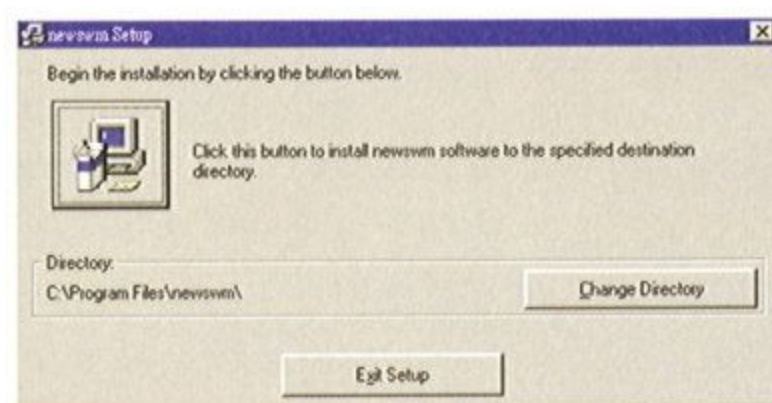 newswm Setup
Begin the installation by clicking the button below.
Click this button to install newswm software to the specified destination
directory.
Directory:
C:\Program Files\newswm\
Change Directory
Exit Setup